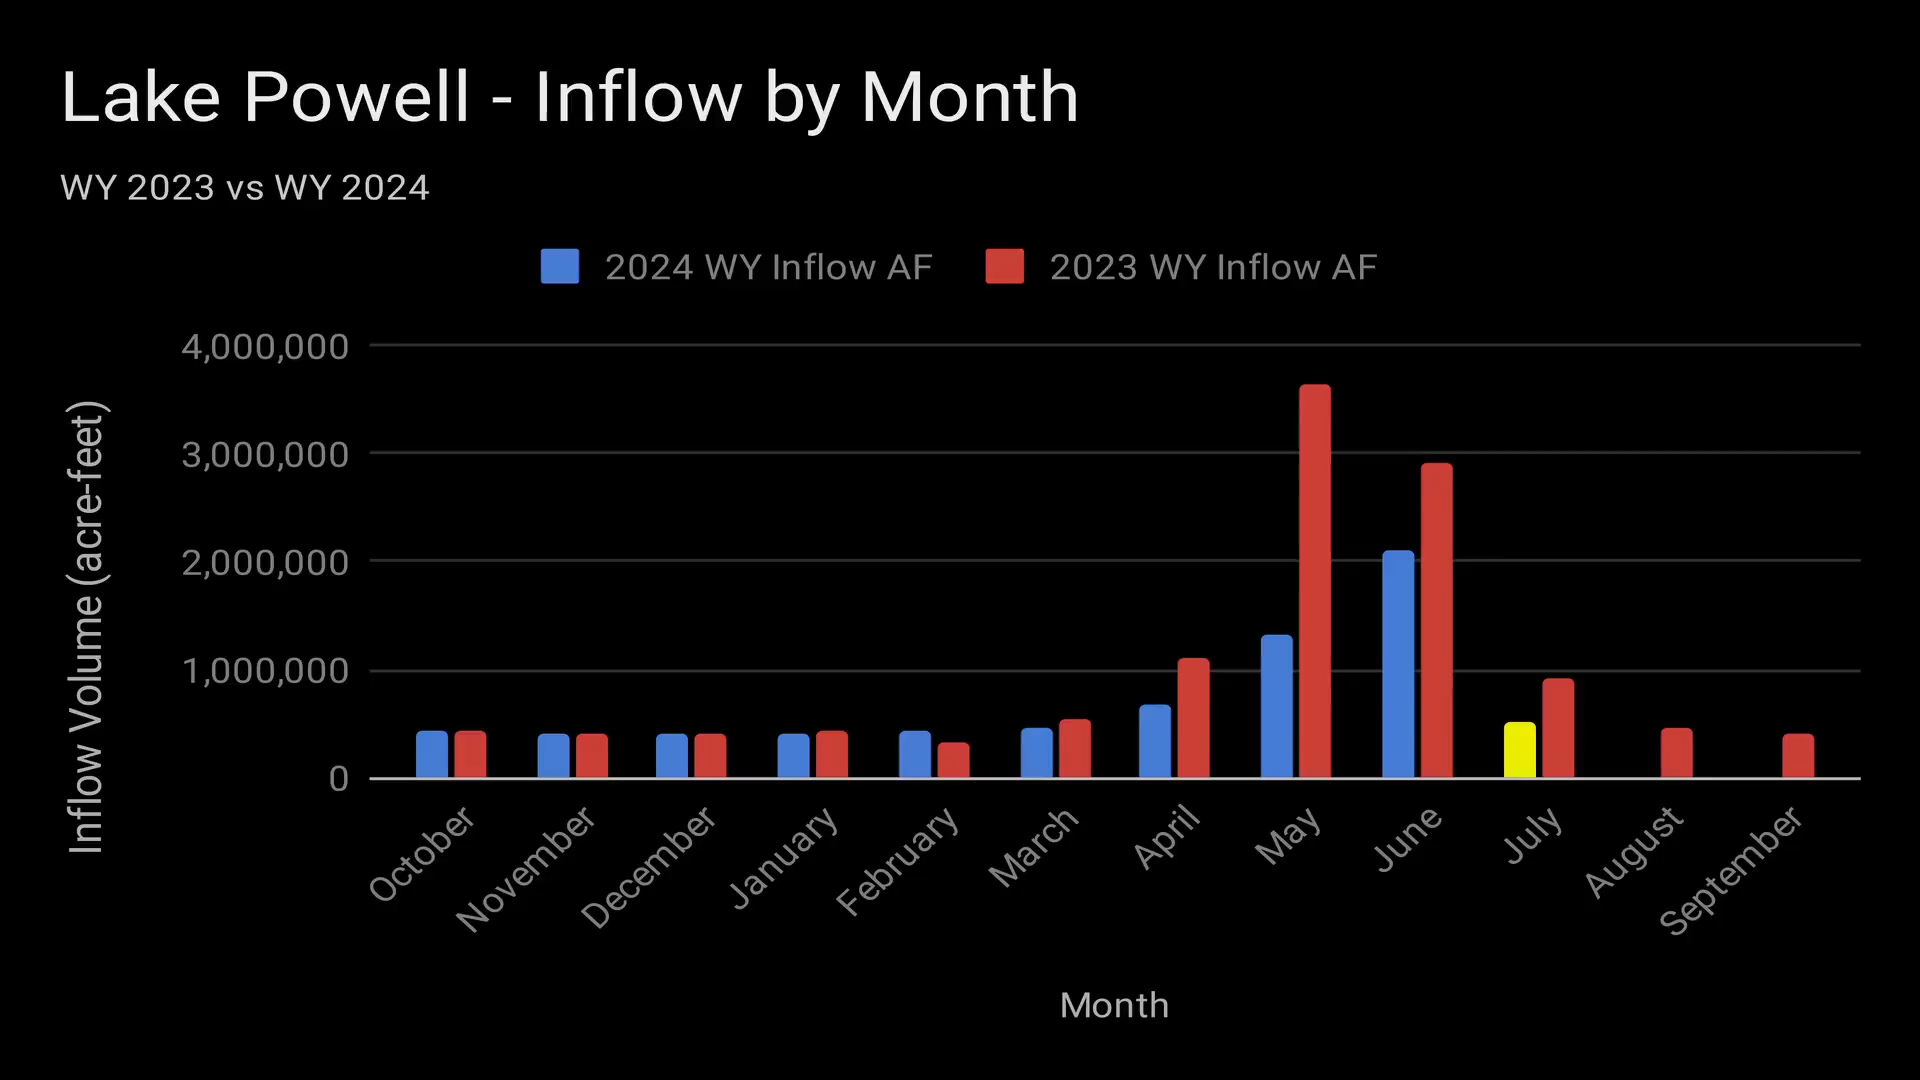 Lake Powell - Inflow by Month
WY 2023 vs WY 2024
2024 WY Inflow AF
2023 WY Inflow AF
Inflow Volume (acre-feet)
4,000,000
3,000,000
2,000,000
1,000,000
0
October
November
December
January
February
March
April
May
June
July
August
September
Month